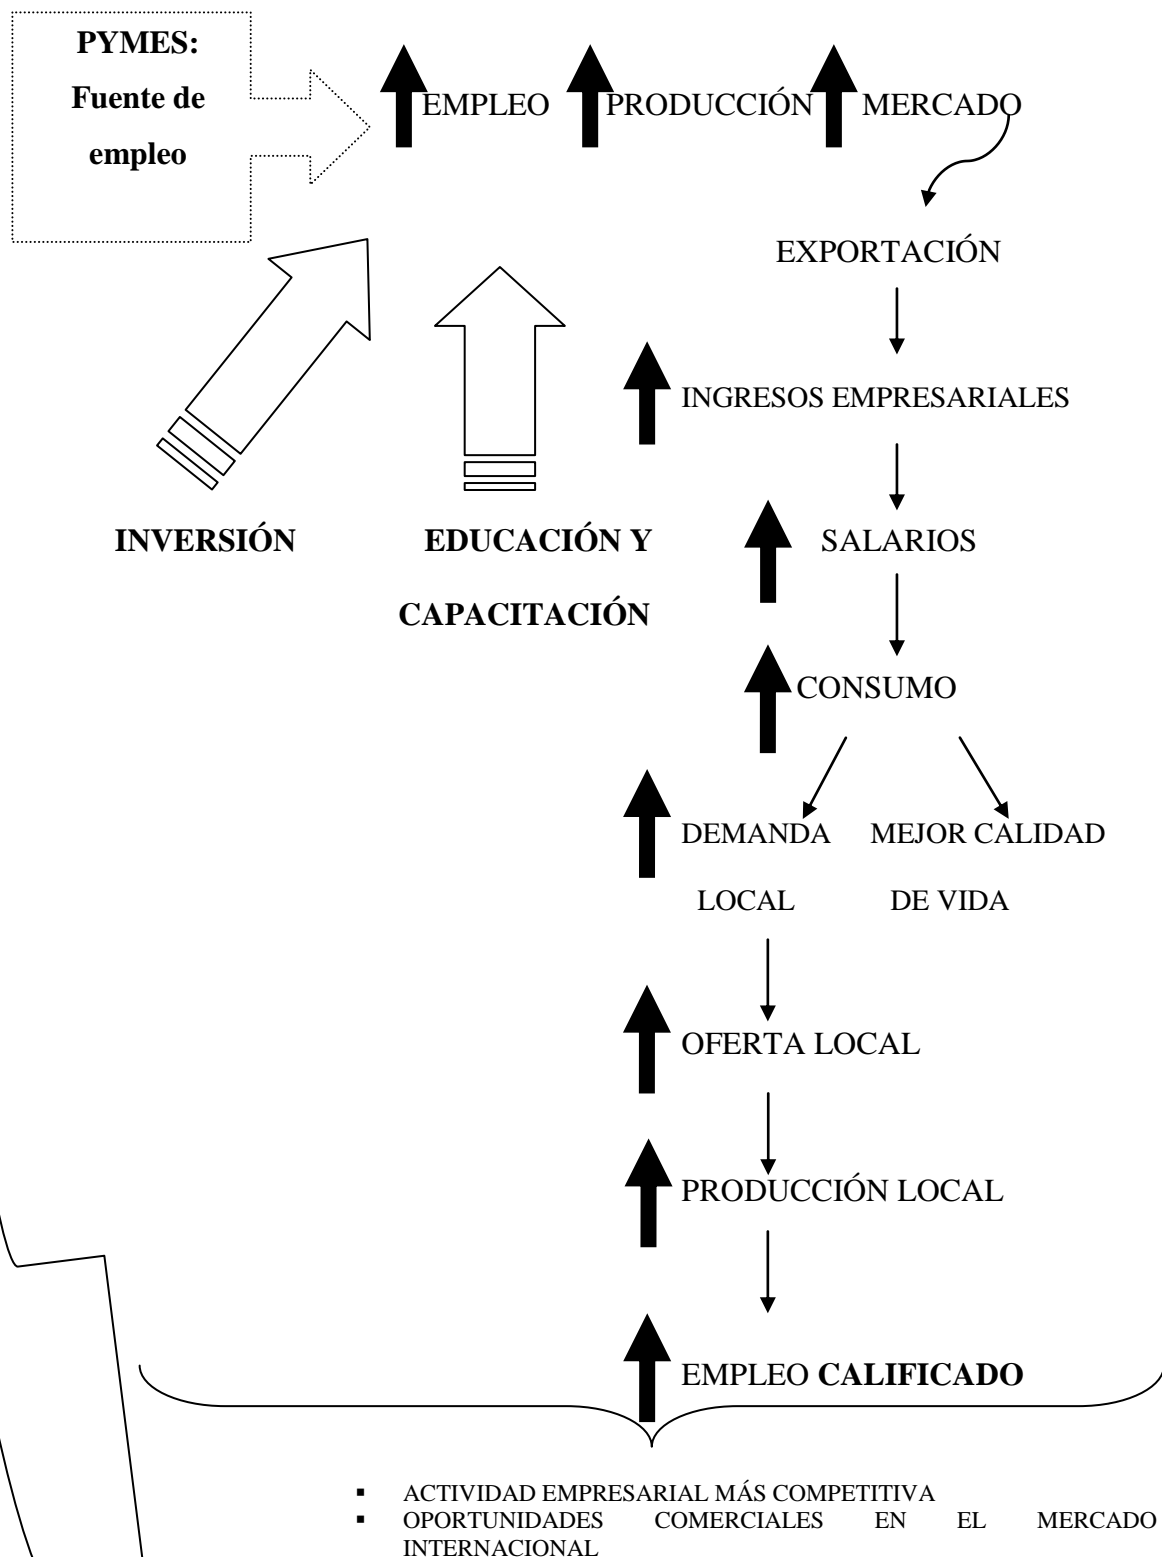 PYMES:
Fuente de
empleo
EMPLEO PRODUCCIÓN MERCADO
EXPORTACIÓN
INGRESOS EMPRESARIALES
INVERSIÓN
EDUCACIÓN Y
CAPACITACIÓN
SALARIOS
CONSUMO
DEMANDA
LOCAL
MEJOR CALIDAD
DE VIDA
OFERTA LOCAL
PRODUCCIÓN LOCAL
EMPLEO CALIFICADO
▪ ACTIVIDAD EMPRESARIAL MÁS COMPETITIVA
▪ OPORTUNIDADES COMERCIALES EN EL MERCADO
INTERNACIONAL